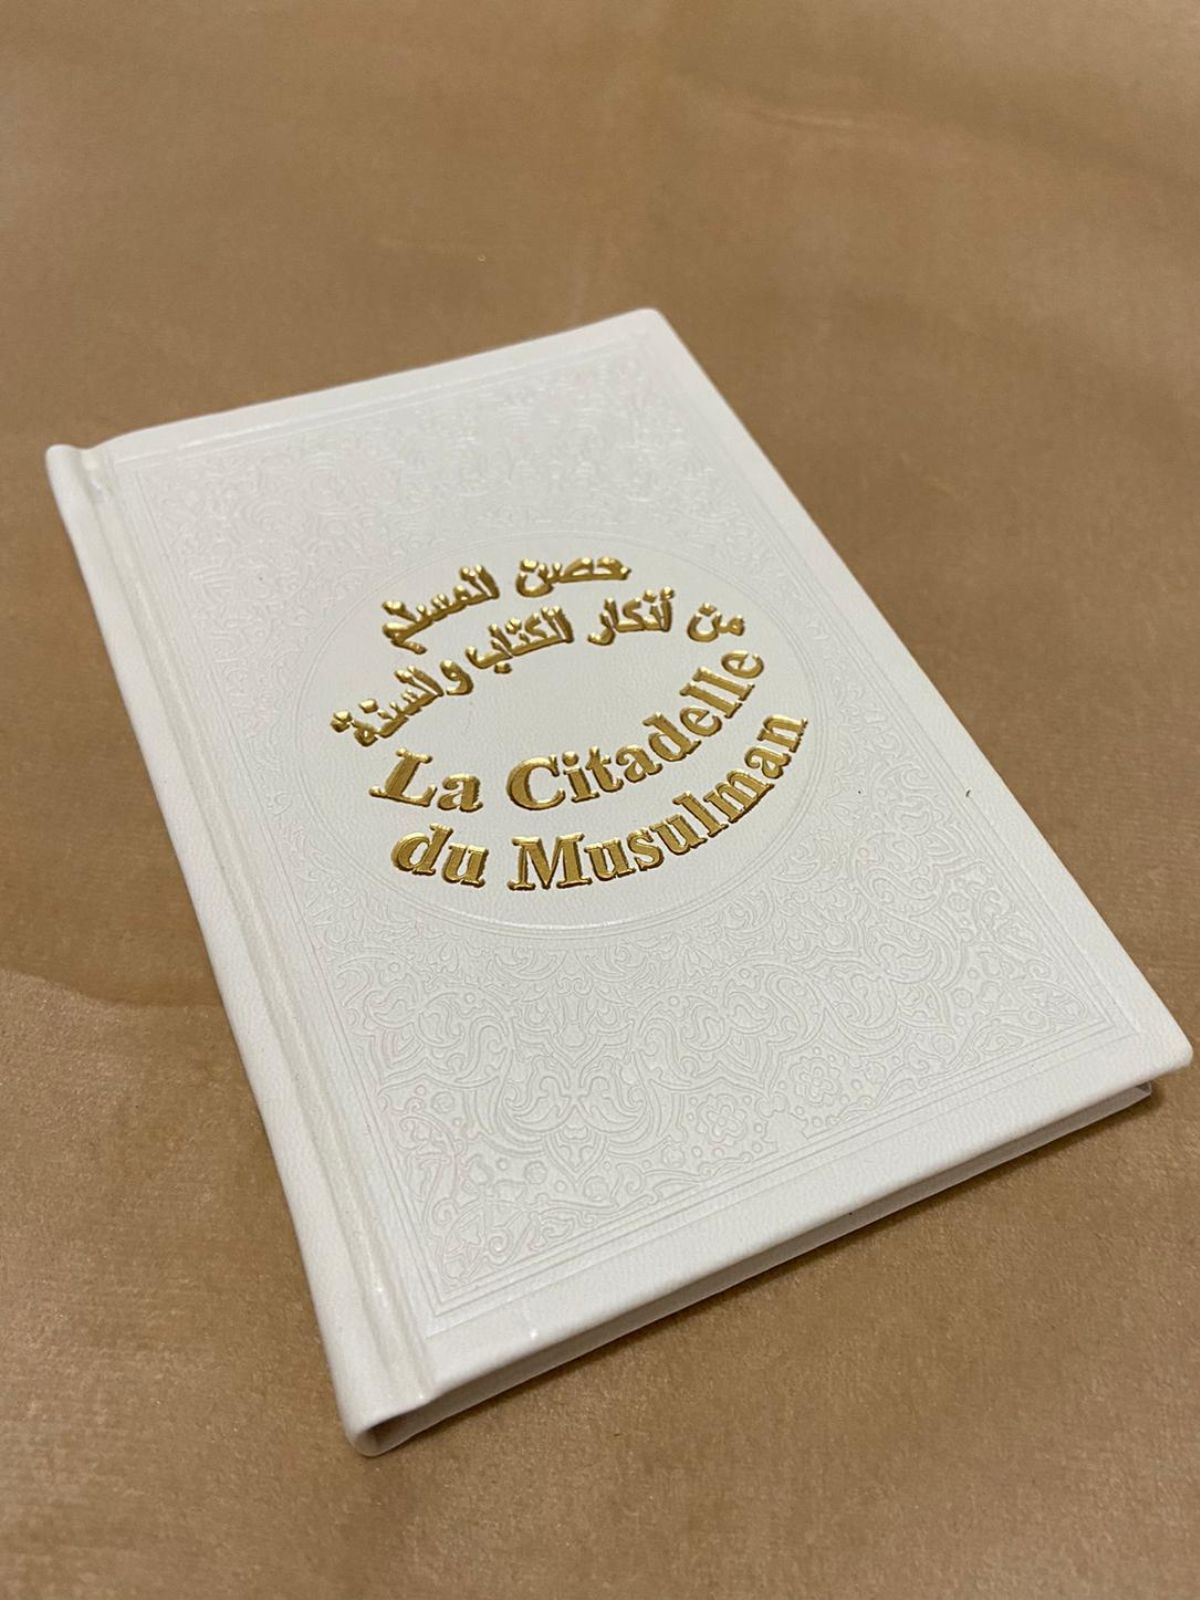 حصن المسلم
من أذكار الكتاب والسنة
La Citadelle
du Musulman